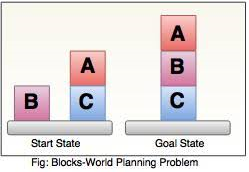 A
A
B
B
C
C
Start State
Goal State
Fig: Blocks-World Planning Problem